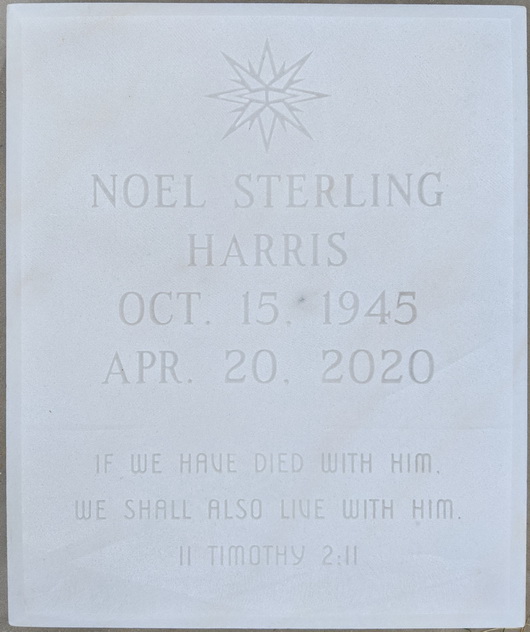 NOEL STERLING
HARRIS
OCT. 15, 1945
APR. 20, 2020
IF WE HAVE DIED WITH HIM,
WE SHALL ALSO LIVE WITH HIM.
II TIMOTHY 2:11